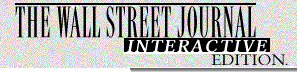 THE WALL STREET JOURNAL
INTERACTIVE
EDITION.